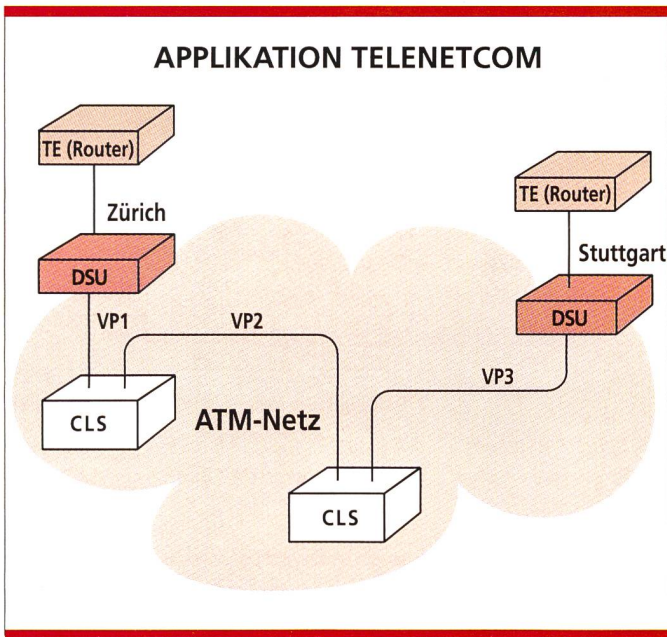 APPLIKATION TELENETCOM
TE (Router)
TE (Router)
Zürich
Stuttgart
DSU
DSU
VP1
VP2
VP3
CLS
ATM-Netz
CLS